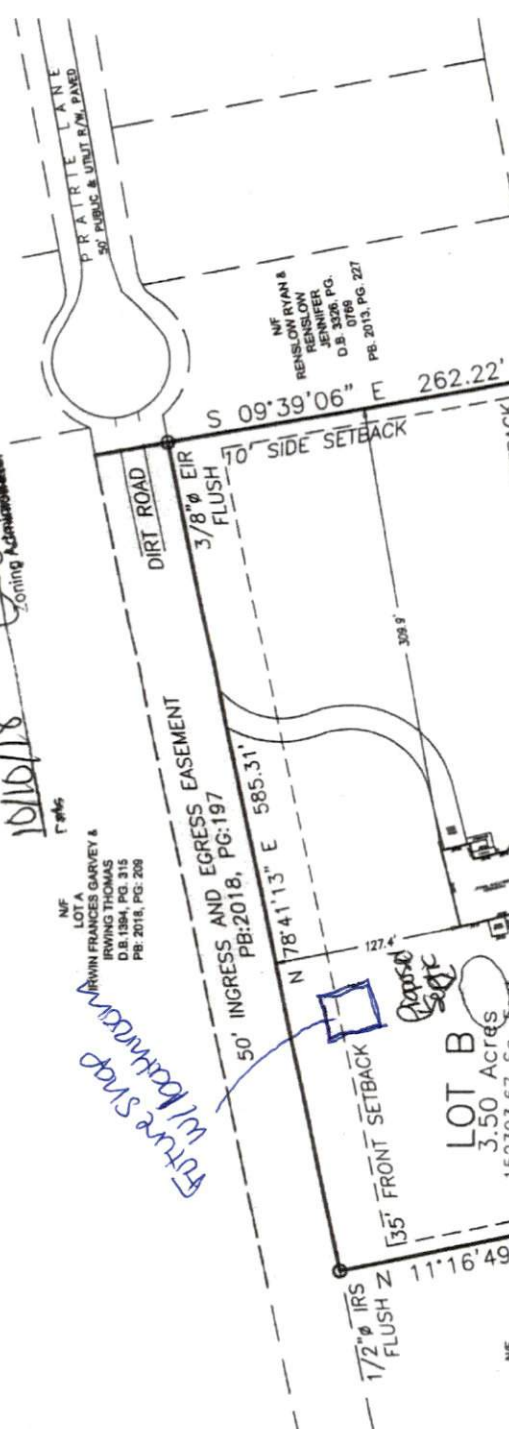 PRAIRIE LANE
50' PUBLIC & UTILIT R/W, PAVED
N/F
RENSLOW RYAN &
RENSLOW
JENNIFER
D.B. 3326, PG.
0769
PB. 2013, PG. 227
S 09°39'06" E 262.22'
10' SIDE SETBACK
Zoning
10/10/18
DIRT ROAD
3/8"ø EIR
FLUSH
309.9'
N/F
LOT A
IRWIN FRANCES GARVEY &
IRWING THOMAS
D.B.1394, PG. 315
PB: 2018, PG: 209
50' INGRESS AND EGRESS EASEMENT
PB:2018, PG:197
N 78°41'13" E 585.31'
127.4'
Future Shop
w/ bathroom
Septic
LOT B
3.50 Acres
35' FRONT SETBACK
1/2"ø IRS
FLUSH
N 11°16'49